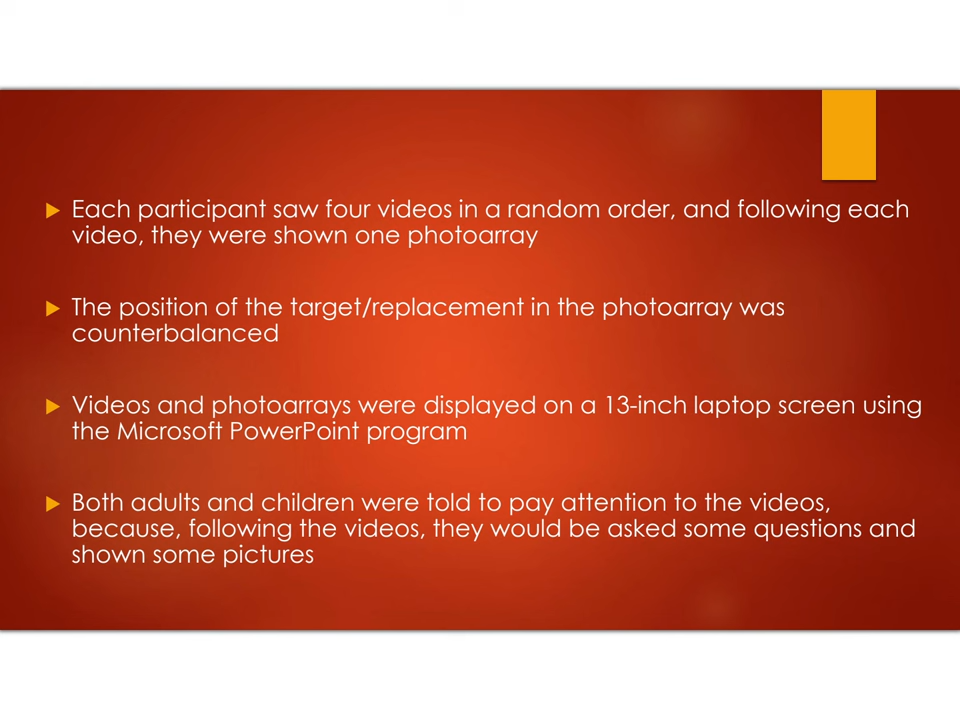 Each participant saw four videos in a random order, and following each
video, they were shown one photoarray
The position of the target/replacement in the photoarray was
counterbalanced
Videos and photoarrays were displayed on a 13-inch laptop screen using
the Microsoft PowerPoint program
Both adults and children were told to pay attention to the videos,
because, following the videos, they would be asked some questions and
shown some pictures